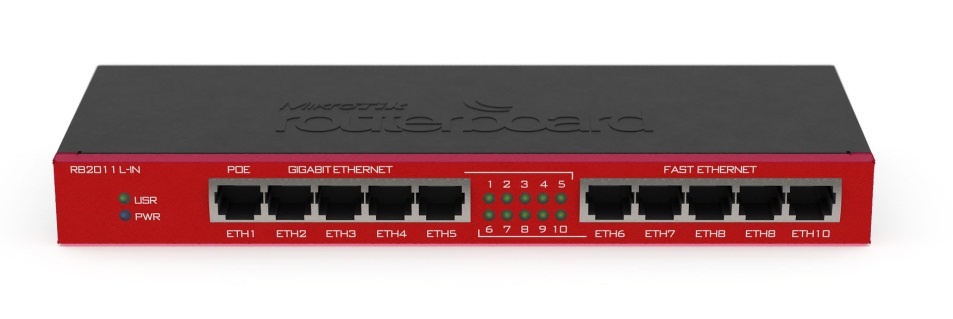 MikroTik
routerboard
RB2011L-IN
POE GIGABIT ETHERNET
FAST ETHERNET
USR
PWR
1 2 3 4 5
6 7 8 9 10
ETH1 ETH2 ETH3 ETH4 ETH5
ETH6 ETH7 ETH8 ETH8 ETH10